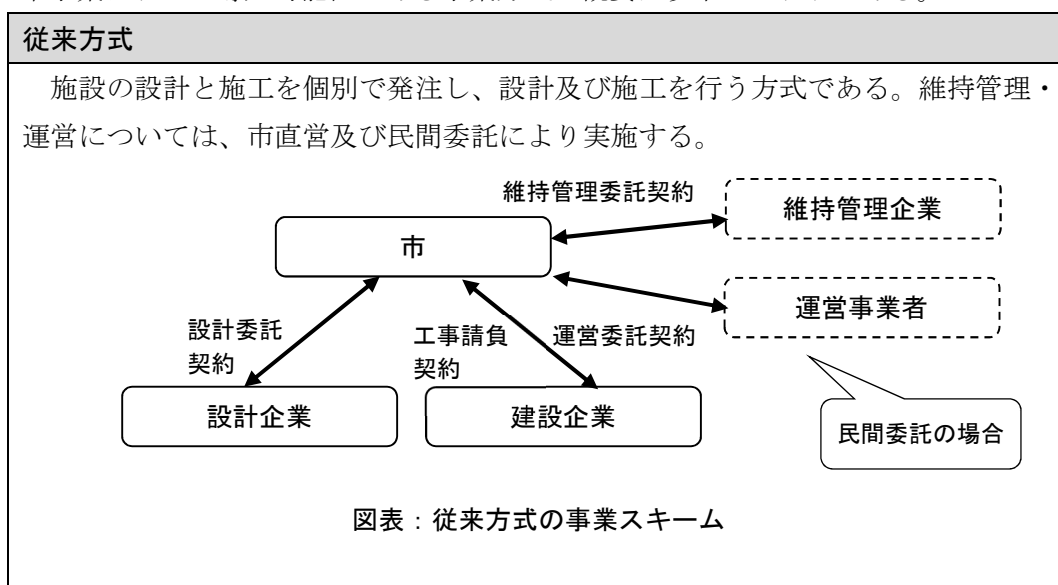 従来方式
施設の設計と施工を個別で発注し、設計及び施工を行う方式である。維持管理・
運営については、市直営及び民間委託により実施する。
維持管理委託契約
維持管理企業
市
運営事業者
設計委託
契約
工事請負
契約
運営委託契約
設計企業
建設企業
民間委託の場合
図表：従来方式の事業スキーム